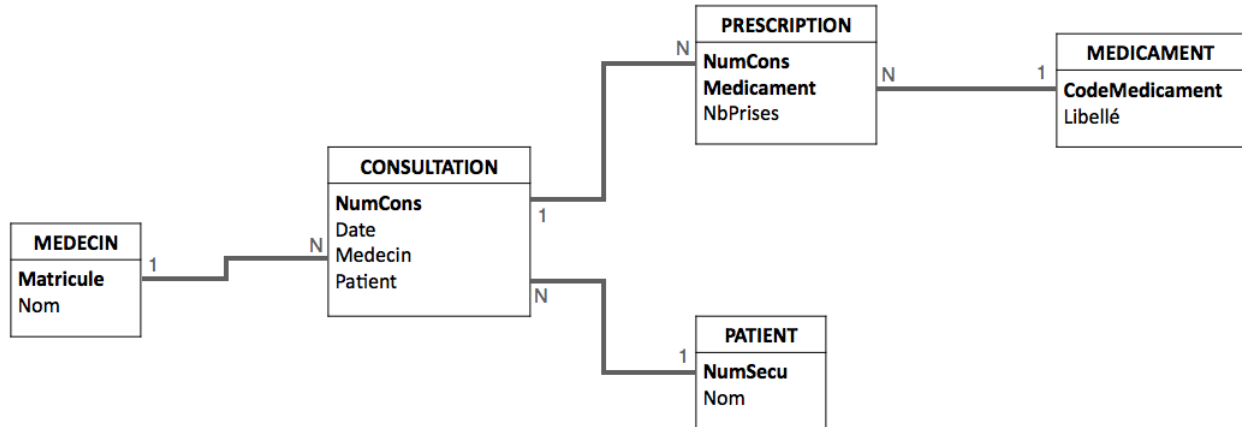 PRESCRIPTION
N
NumCons
Medicament
NbPrises
N
1
MEDICAMENT
CodeMedicament
Libellé
CONSULTATION
NumCons
Date
Medecin
Patient
1
N
N
MEDECIN
1
Matricule
Nom
PATIENT
1
NumSecu
Nom